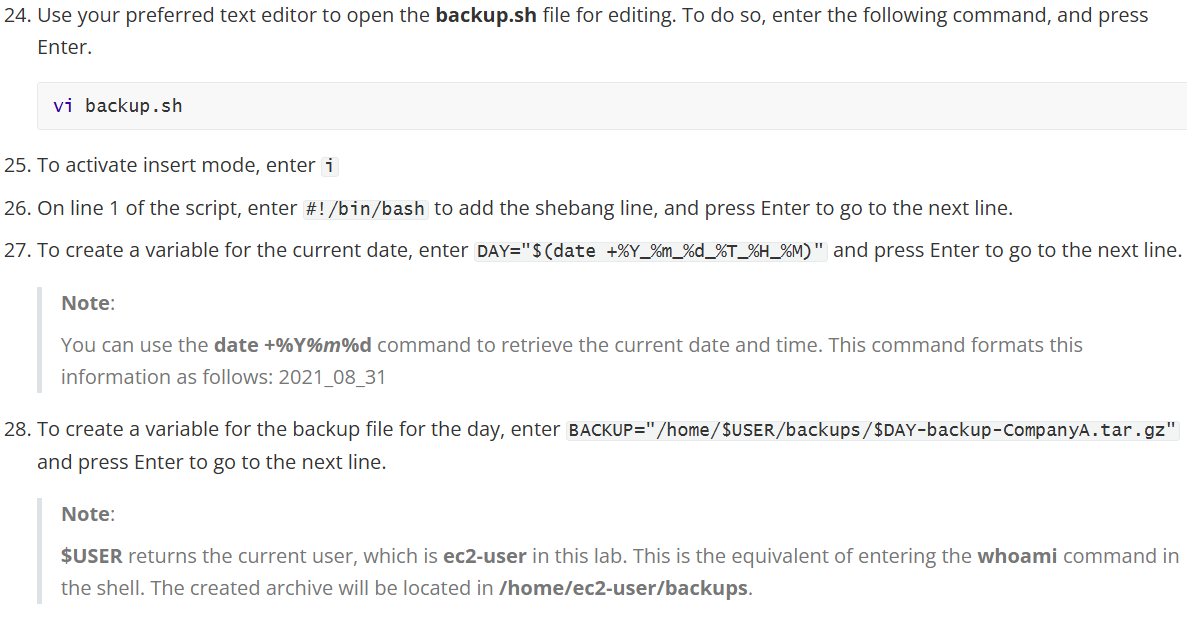 24. Use your preferred text editor to open the backup.sh file for editing. To do so, enter the following command, and press
Enter.
vi backup.sh
25. To activate insert mode, enter i
26. On line 1 of the script, enter #!/bin/bash to add the shebang line, and press Enter to go to the next line.
27. To create a variable for the current date, enter DAY="$(date +%Y_%m_%d_%T_%H_%M)" and press Enter to go to the next line.
Note:
You can use the date +%Y%m%d command to retrieve the current date and time. This command formats this
information as follows: 2021_08_31
28. To create a variable for the backup file for the day, enter BACKUP="/home/$USER/backups/$DAY-backup-CompanyA.tar.gz"
and press Enter to go to the next line.
Note:
$USER returns the current user, which is ec2-user in this lab. This is the equivalent of entering the whoami command in
the shell. The created archive will be located in /home/ec2-user/backups.